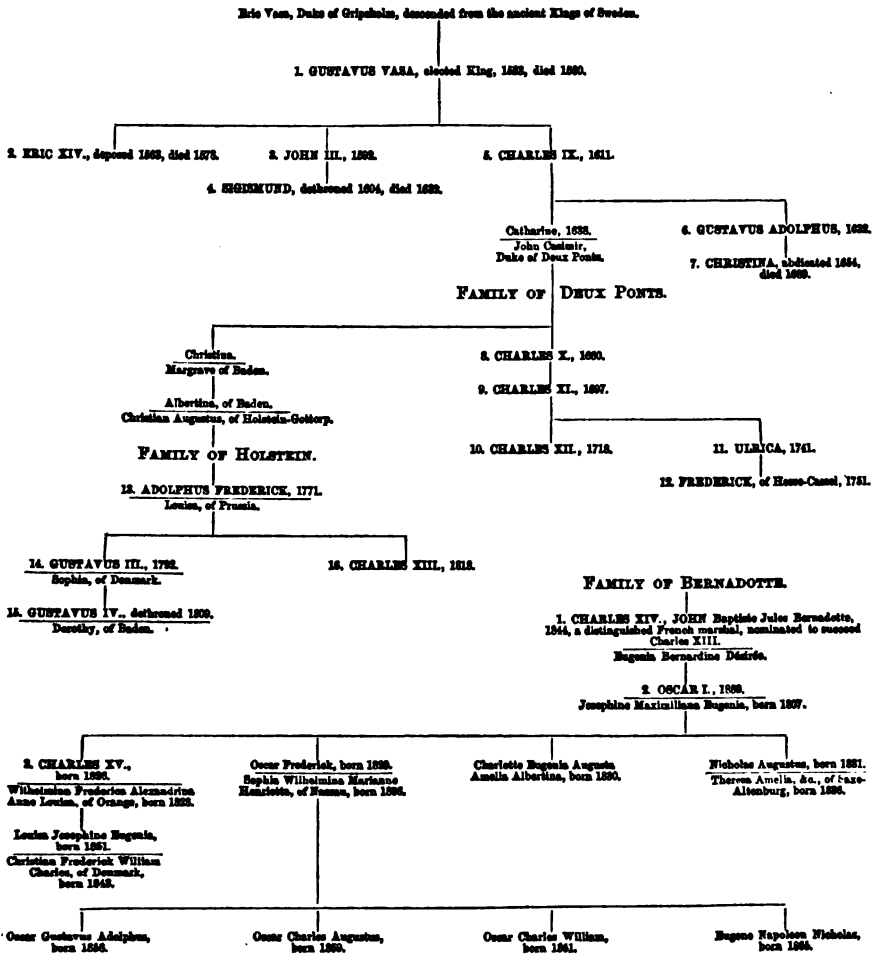 Eric Vasa, Duke of Gripsholm, descended from the ancient Kings of Sweden.
1. GUSTAVUS VASA, elected King, 1523, died 1560.
2. ERIC XIV., deposed 1568, died 1578.
3. JOHN III., 1592.
5. CHARLES IX., 1611.
4. SIGISMUND, dethroned 1604, died 1632.
Catharine, 1638.
John Casimir,
Duke of Deux Ponts.
6. GUSTAVUS ADOLPHUS, 1632.
7. CHRISTINA, abdicated 1654,
died 1689.
FAMILY OF DEUX PONTS.
Christina.
Margrave of Baden.
8. CHARLES X., 1660.
9. CHARLES XI., 1697.
Albertina, of Baden.
Christian Augustus, of Holstein-Gottorp.
10. CHARLES XII., 1718.
11. ULRICA, 1741.
FAMILY OF HOLSTEIN.
12. FREDERICK, of Hesse-Cassel, 1751.
13. ADOLPHUS FREDERICK, 1771.
Louisa, of Prussia.
14. GUSTAVUS III., 1792.
Sophia, of Denmark.
16. CHARLES XIII., 1818.
15. GUSTAVUS IV., dethroned 1809.
Dorothy, of Baden.
FAMILY OF BERNADOTTE.
1. CHARLES XIV., JOHN Baptiste Jules Bernadotte,
1844, a distinguished French marshal, nominated to succeed
Charles XIII.
Eugenia Bernardine Désirée.
2. OSCAR I., 1859.
Josephine Maximiliana Eugenia, born 1807.
3. CHARLES XV.,
born 1826.
Wilhelmina Frederica Alexandrina
Anne Louisa, of Orange, born 1828.
Oscar Frederick, born 1829.
Sophia Wilhelmina Marianne
Henrietta, of Nassau, born 1836.
Charlotte Eugenia Augusta
Amelia Albertina, born 1830.
Nicholas Augustus, born 1831.
Theresa Amelia, &c., of Saxe-
Altenburg, born 1836.
Louisa Josephine Eugenia,
born 1851.
Christian Frederick William
Charles, of Denmark,
born 1843.
Oscar Gustavus Adolphus,
born 1858.
Oscar Charles Augustus,
born 1859.
Oscar Charles William,
born 1861.
Eugene Napoleon Nicholas,
born 1865.